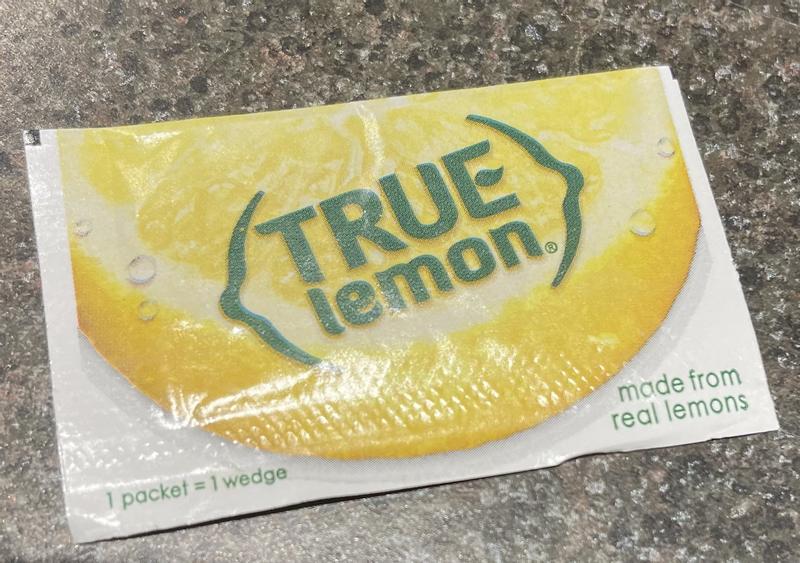 TRUE
lemon®
made from
real lemons
1 packet = 1 wedge